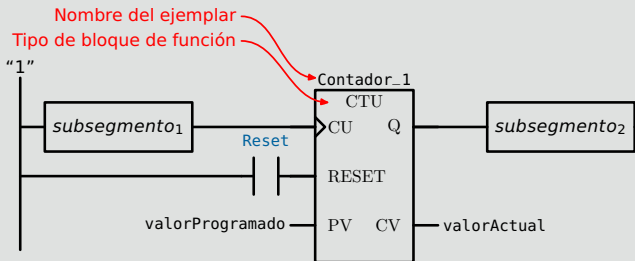 Nombre del ejemplar
Tipo de bloque de función
“1”
Contador_1
CTU
subsegmento1
CU
Q
subsegmento2
Reset
RESET
valorProgramado
PV
CV
valorActual